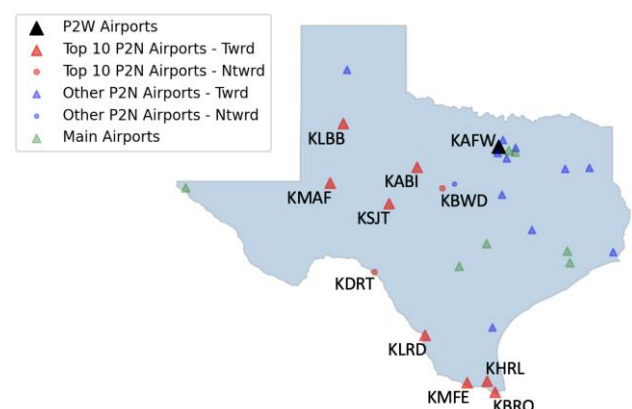 P2W Airports
Top 10 P2N Airports - Twrd
Top 10 P2N Airports - Ntwrd
Other P2N Airports - Twrd
Other P2N Airports - Ntwrd
Main Airports
KLBB
KAFW
KABI
KMAF
KBWD
KSJT
KDRT
KLRD
KHRL
KMFE
KBRO